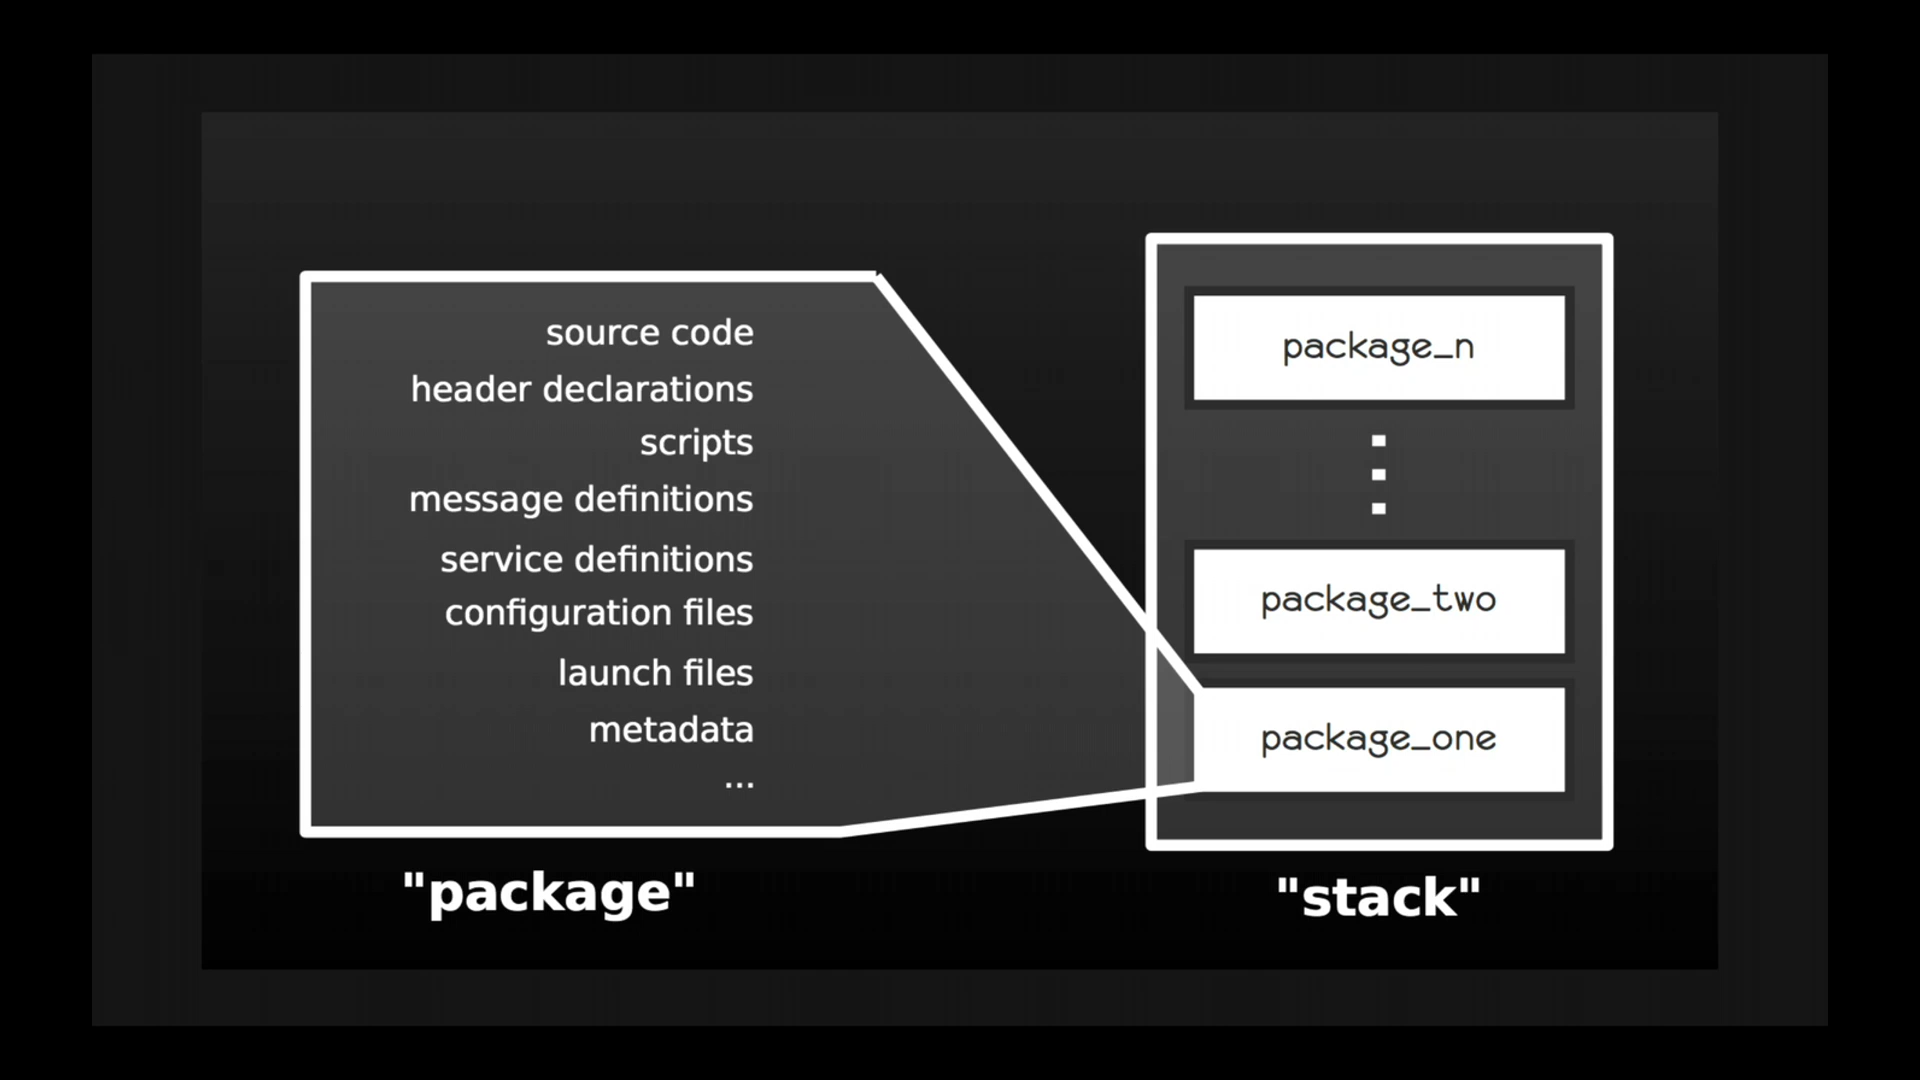 source code
header declarations
scripts
message definitions
service definitions
configuration files
launch files
metadata
...
"package"
package_n
package_two
package_one
"stack"